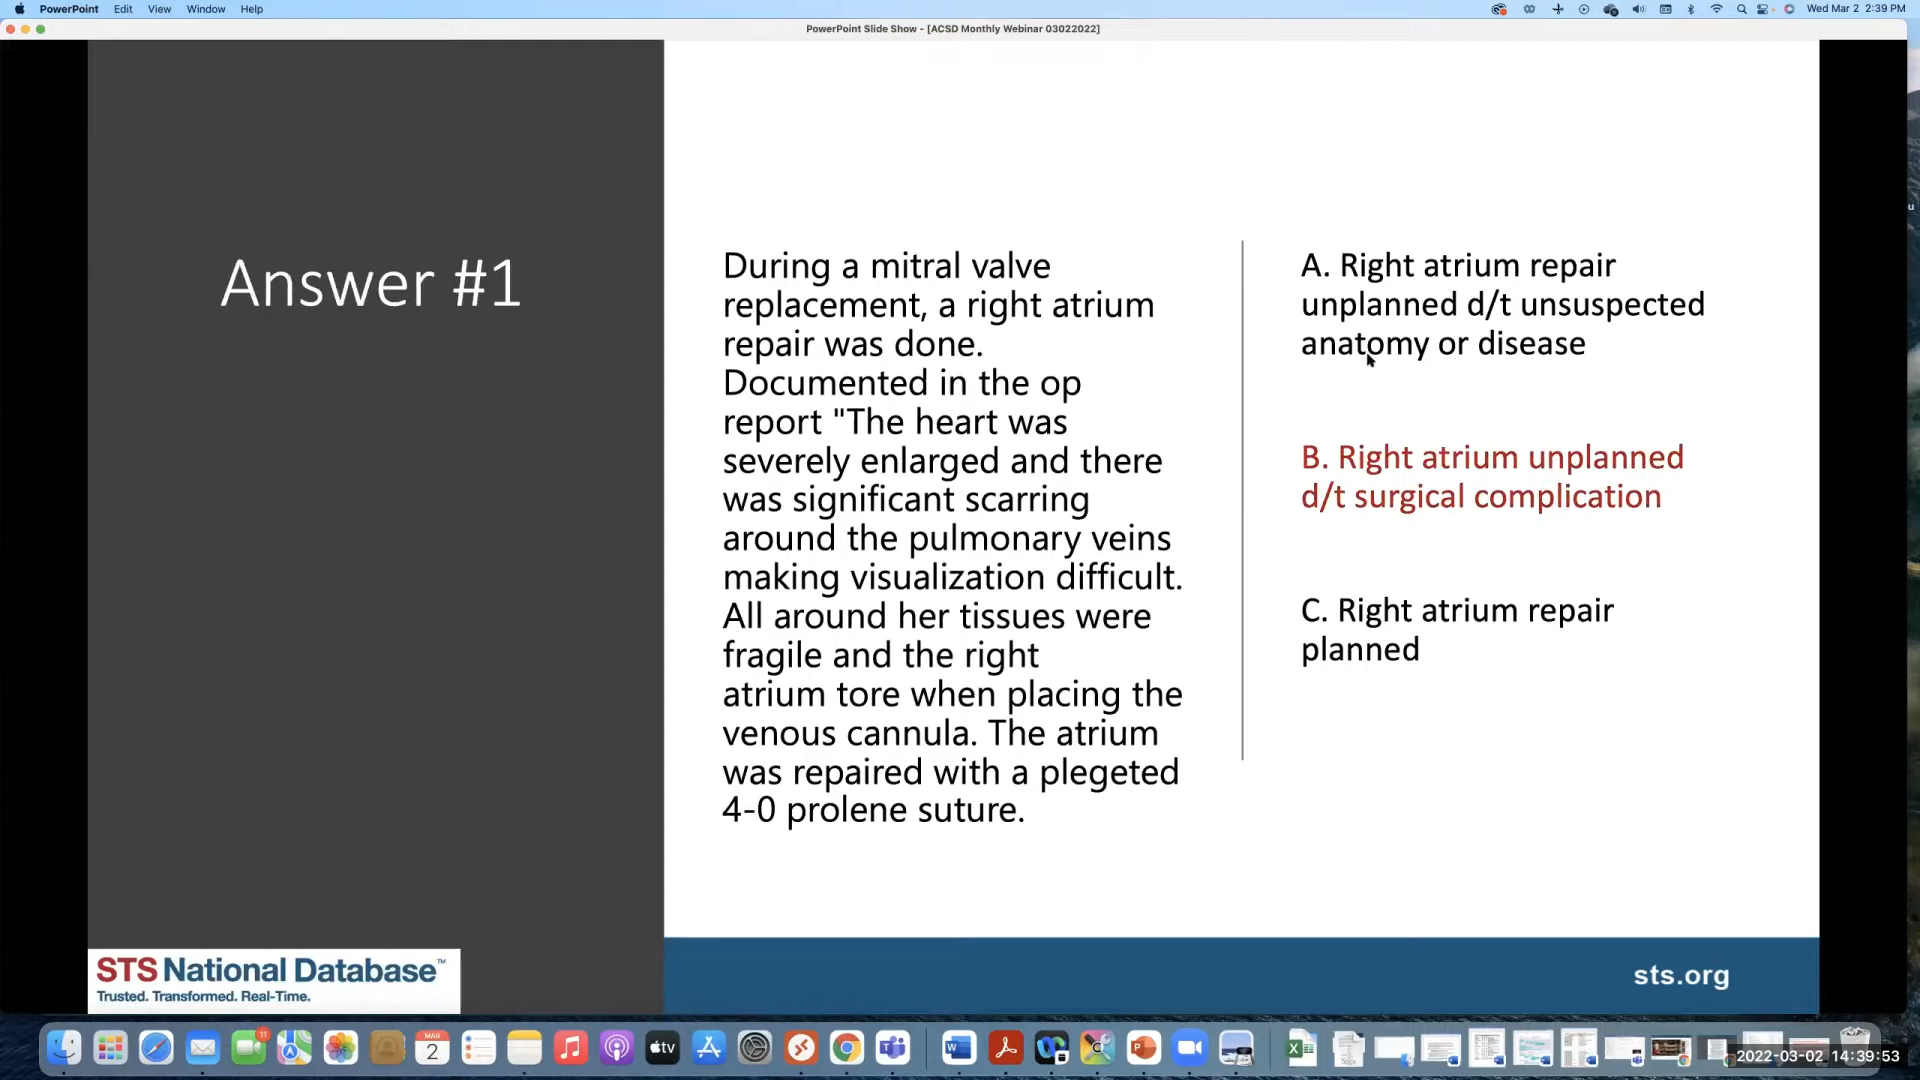 PowerPoint Edit View Window Help
Wed Mar 2 2:39 PM
PowerPoint Slide Show - [ACSD Monthly Webinar 03022022]
Answer #1
During a mitral valve
replacement, a right atrium
repair was done.
Documented in the op
report "The heart was
severely enlarged and there
was significant scarring
around the pulmonary veins
making visualization difficult.
All around her tissues were
fragile and the right
atrium tore when placing the
venous cannula. The atrium
was repaired with a plegeted
4-0 prolene suture.
A. Right atrium repair
unplanned d/t unsuspected
anatomy or disease
B. Right atrium unplanned
d/t surgical complication
C. Right atrium repair
planned
STS National Database™
Trusted. Transformed. Real-Time.
sts.org
11
MAR
2
tv
2022-03-02 14:39:53